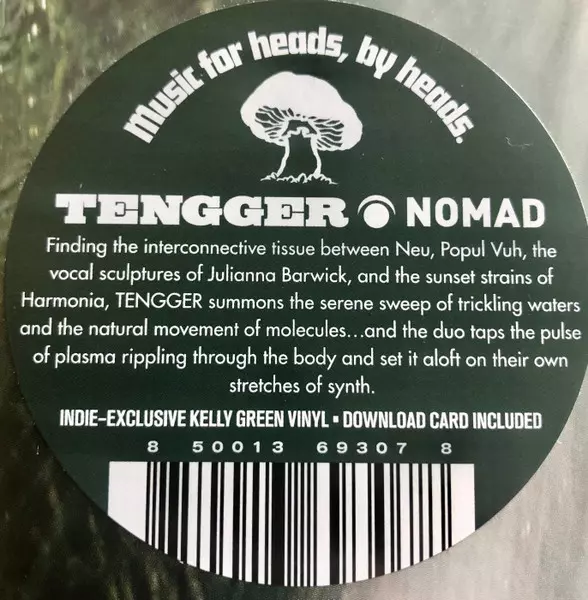 Music for heads, by heads.
TENGGER NOMAD
Finding the interconnective tissue between Neu, Popul Vuh, the
vocal sculptures of Julianna Barwick, and the sunset strains of
Harmonia, TENGGER summons the serene sweep of trickling waters
and the natural movement of molecules...and the duo taps the pulse
of plasma rippling through the body and set it aloft on their own
stretches of synth.
INDIE-EXCLUSIVE KELLY GREEN VINYL ▪ DOWNLOAD CARD INCLUDED
8 50013 69307 8